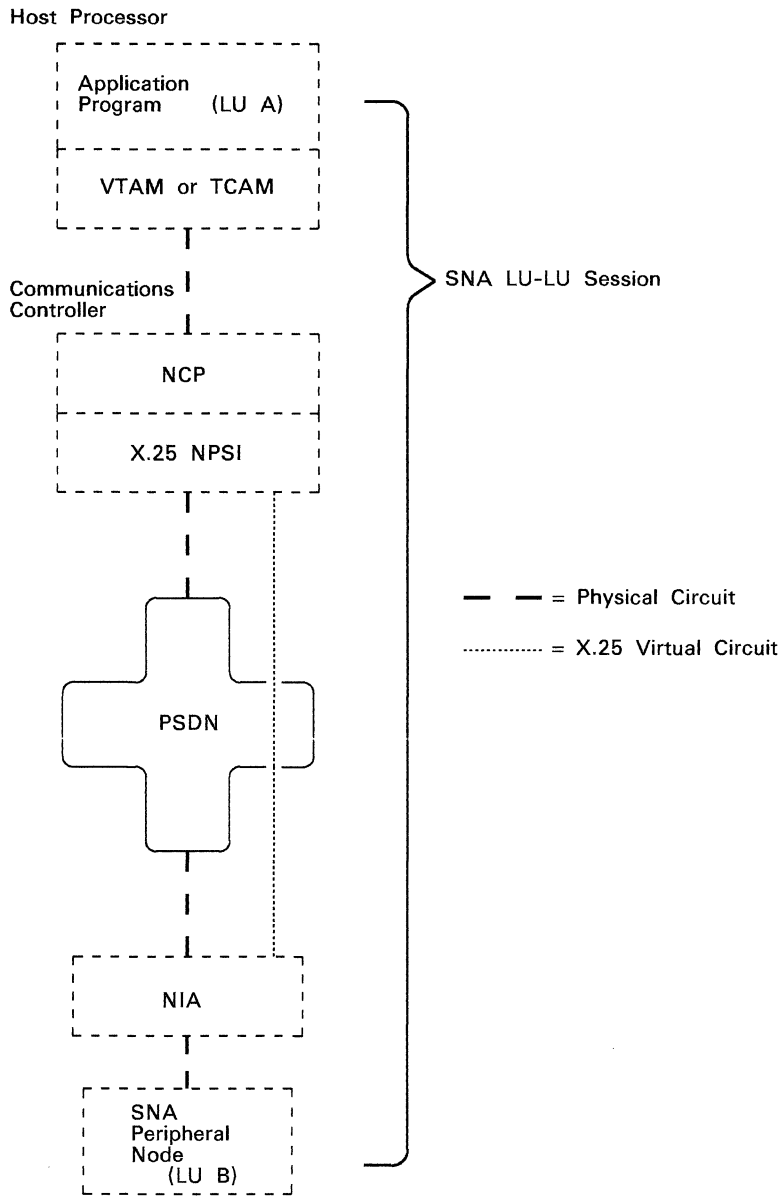 Host Processor
Application
Program (LU A)
VTAM or TCAM
SNA LU-LU Session
Communications
Controller
NCP
X.25 NPSI
= Physical Circuit
= X.25 Virtual Circuit
PSDN
NIA
SNA
Peripheral
Node
(LU B)